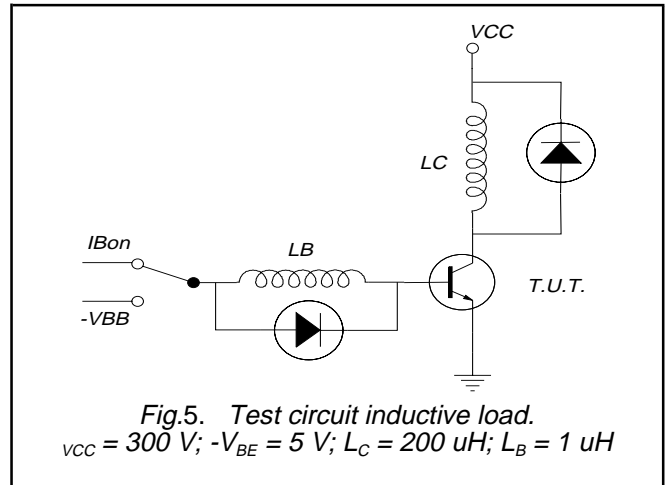 VCC
LC
IBon
LB
T.U.T.
-VBB
Fig.5. Test circuit inductive load.
VCC = 300 V; -VBE = 5 V; LC = 200 uH; LB = 1 uH